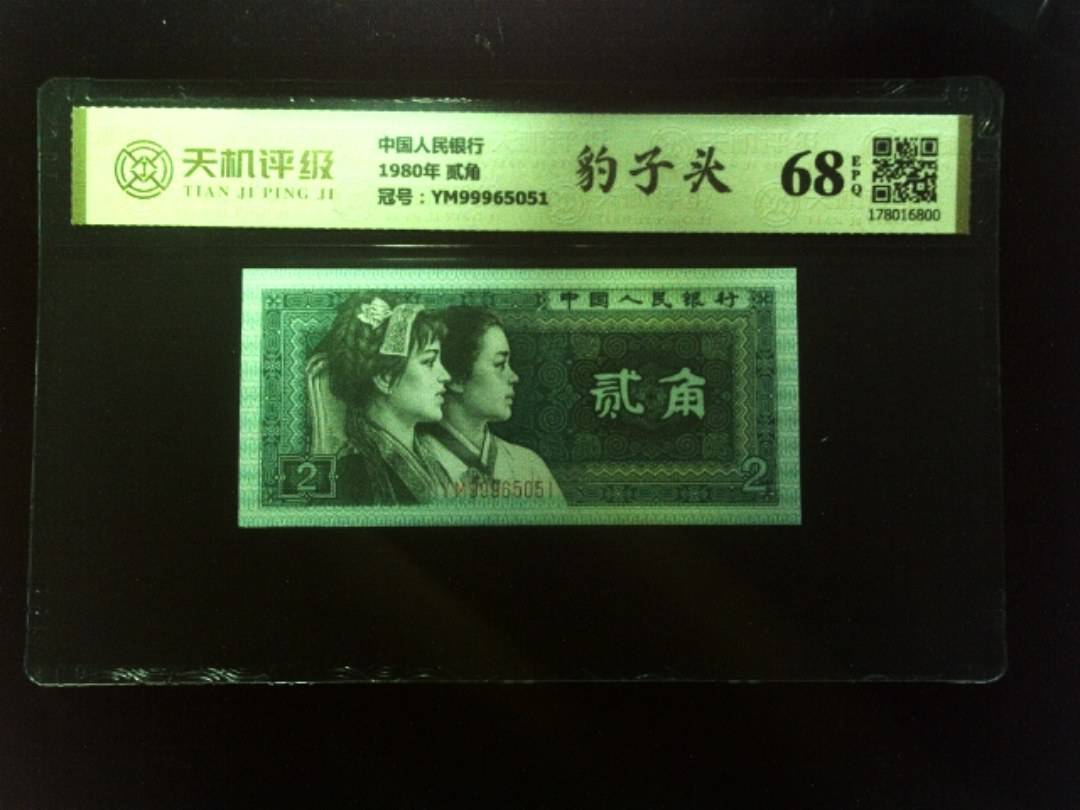 天机评级
TIAN JI PING JI
中国人民银行
1980年 贰角
冠号：YM99965051
豹子头
68
EPQ
178016800
中国人民银行
贰角
2
2
YM99965051